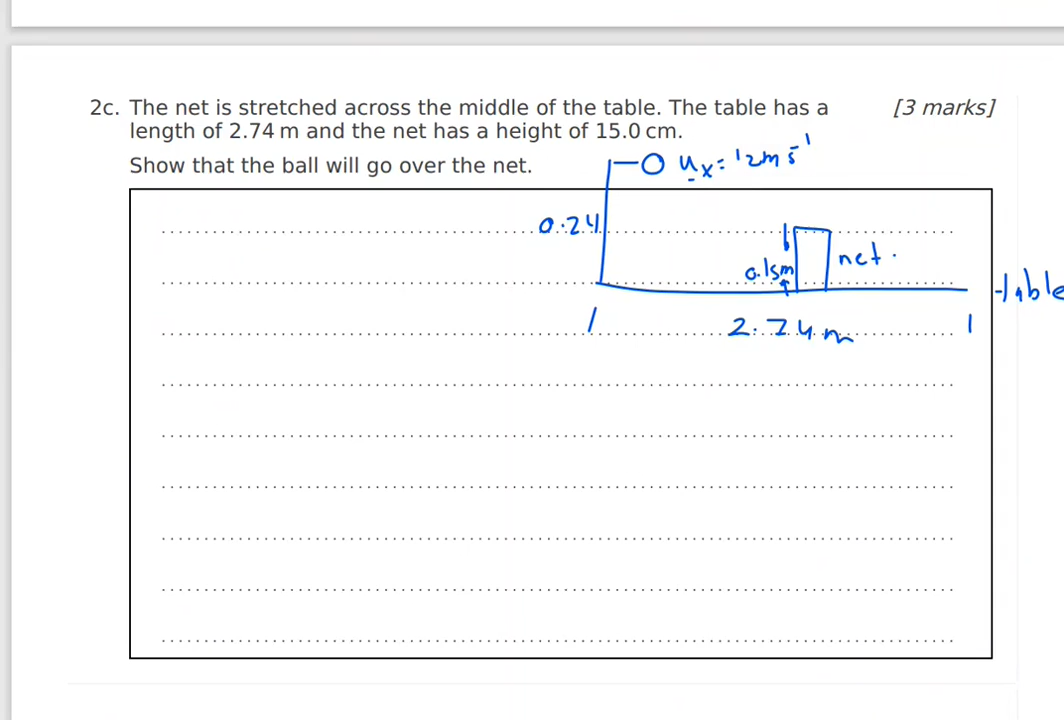 2c. The net is stretched across the middle of the table. The table has a [3 marks]
length of 2.74 m and the net has a height of 15.0 cm.
Show that the ball will go over the net.
uₓ = 12 m s⁻¹
0.24
net.
0.15m
table
2.74 m